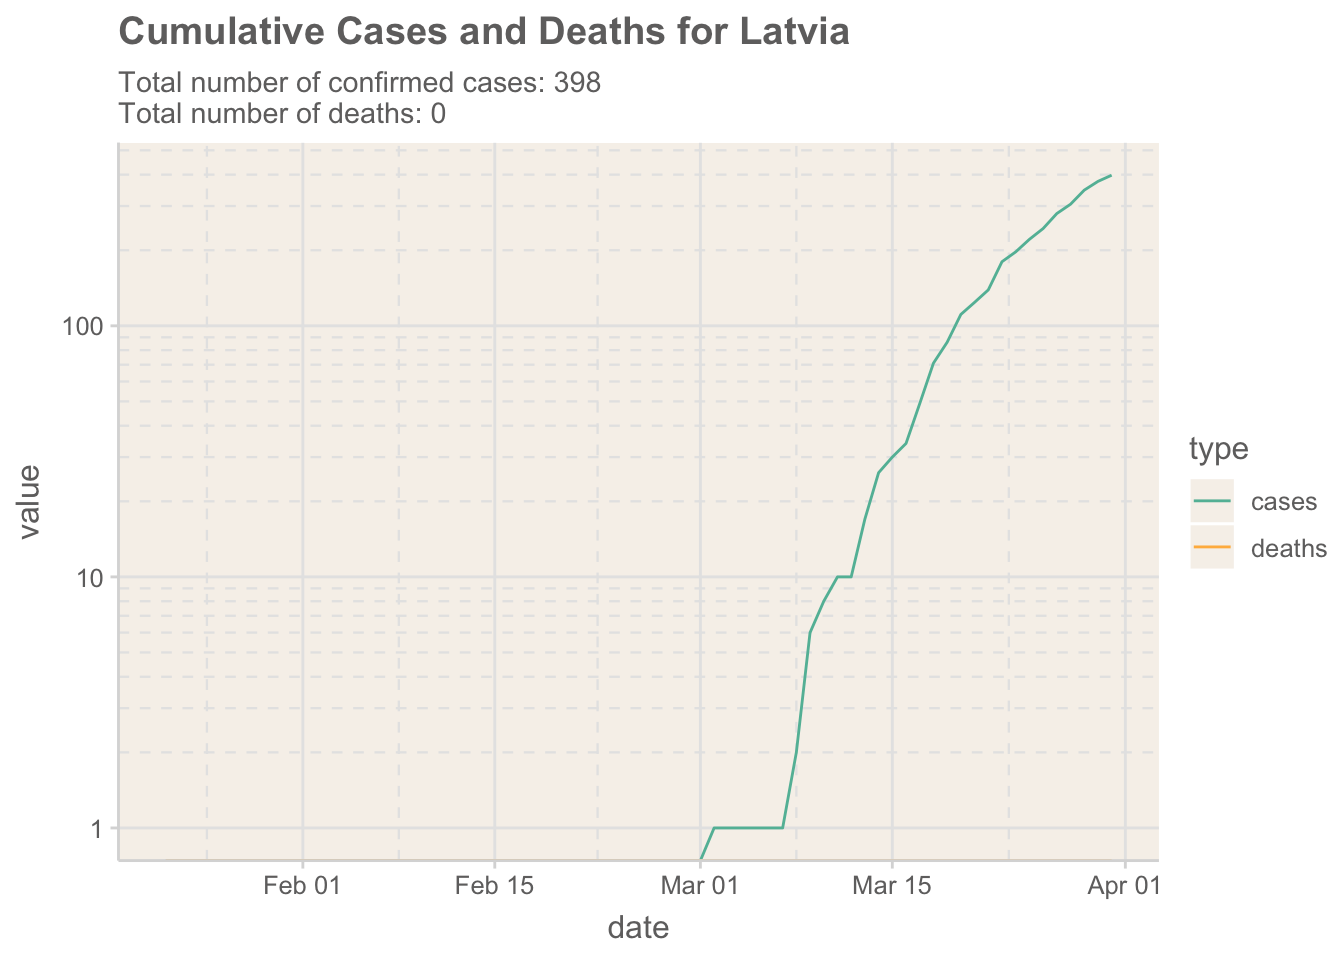 Cumulative Cases and Deaths for Latvia
Total number of confirmed cases: 398
Total number of deaths: 0
value
100
10
1
Feb 01
Feb 15
Mar 01
Mar 15
Apr 01
date
type
cases
deaths